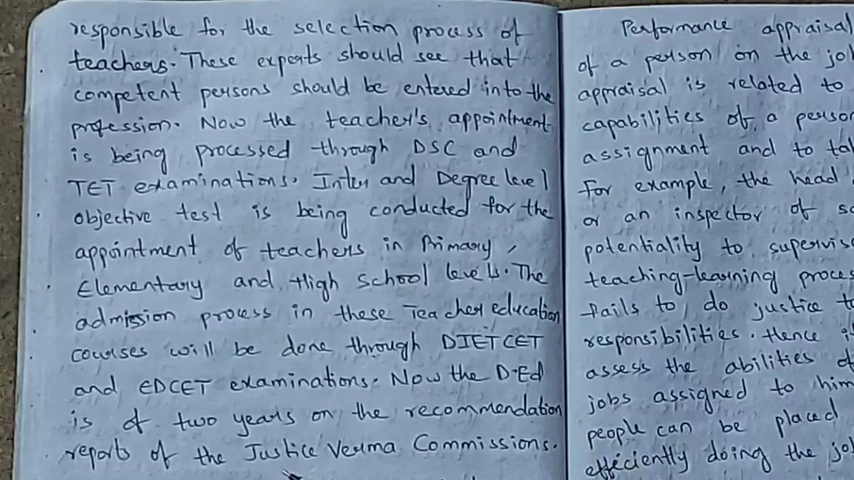 responsible for the selection process of
teachers. These experts should see that
competent persons should be entered into the
profession. Now the teacher's appointment
is being processed through DSC and
TET examinations. Inter and Degree level
objective test is being conducted for the
appointment of teachers in Primary,
Elementary and High School levels. The
admission process in these Teacher education
courses will be done through DIETCET
and EDCET examinations. Now the D.Ed
is of two years on the recommendation
reports of the Justice Verma Commissions.
Performance appraisal
of a person on the
appraisal is related to
capabilities of a
assignment and to
For example, the head
or an inspector of
potentiality to
teaching-learning
fails to do justice
responsibilities. Hence
assess the abilities
jobs assigned to him
people can be placed
efficiently doing the